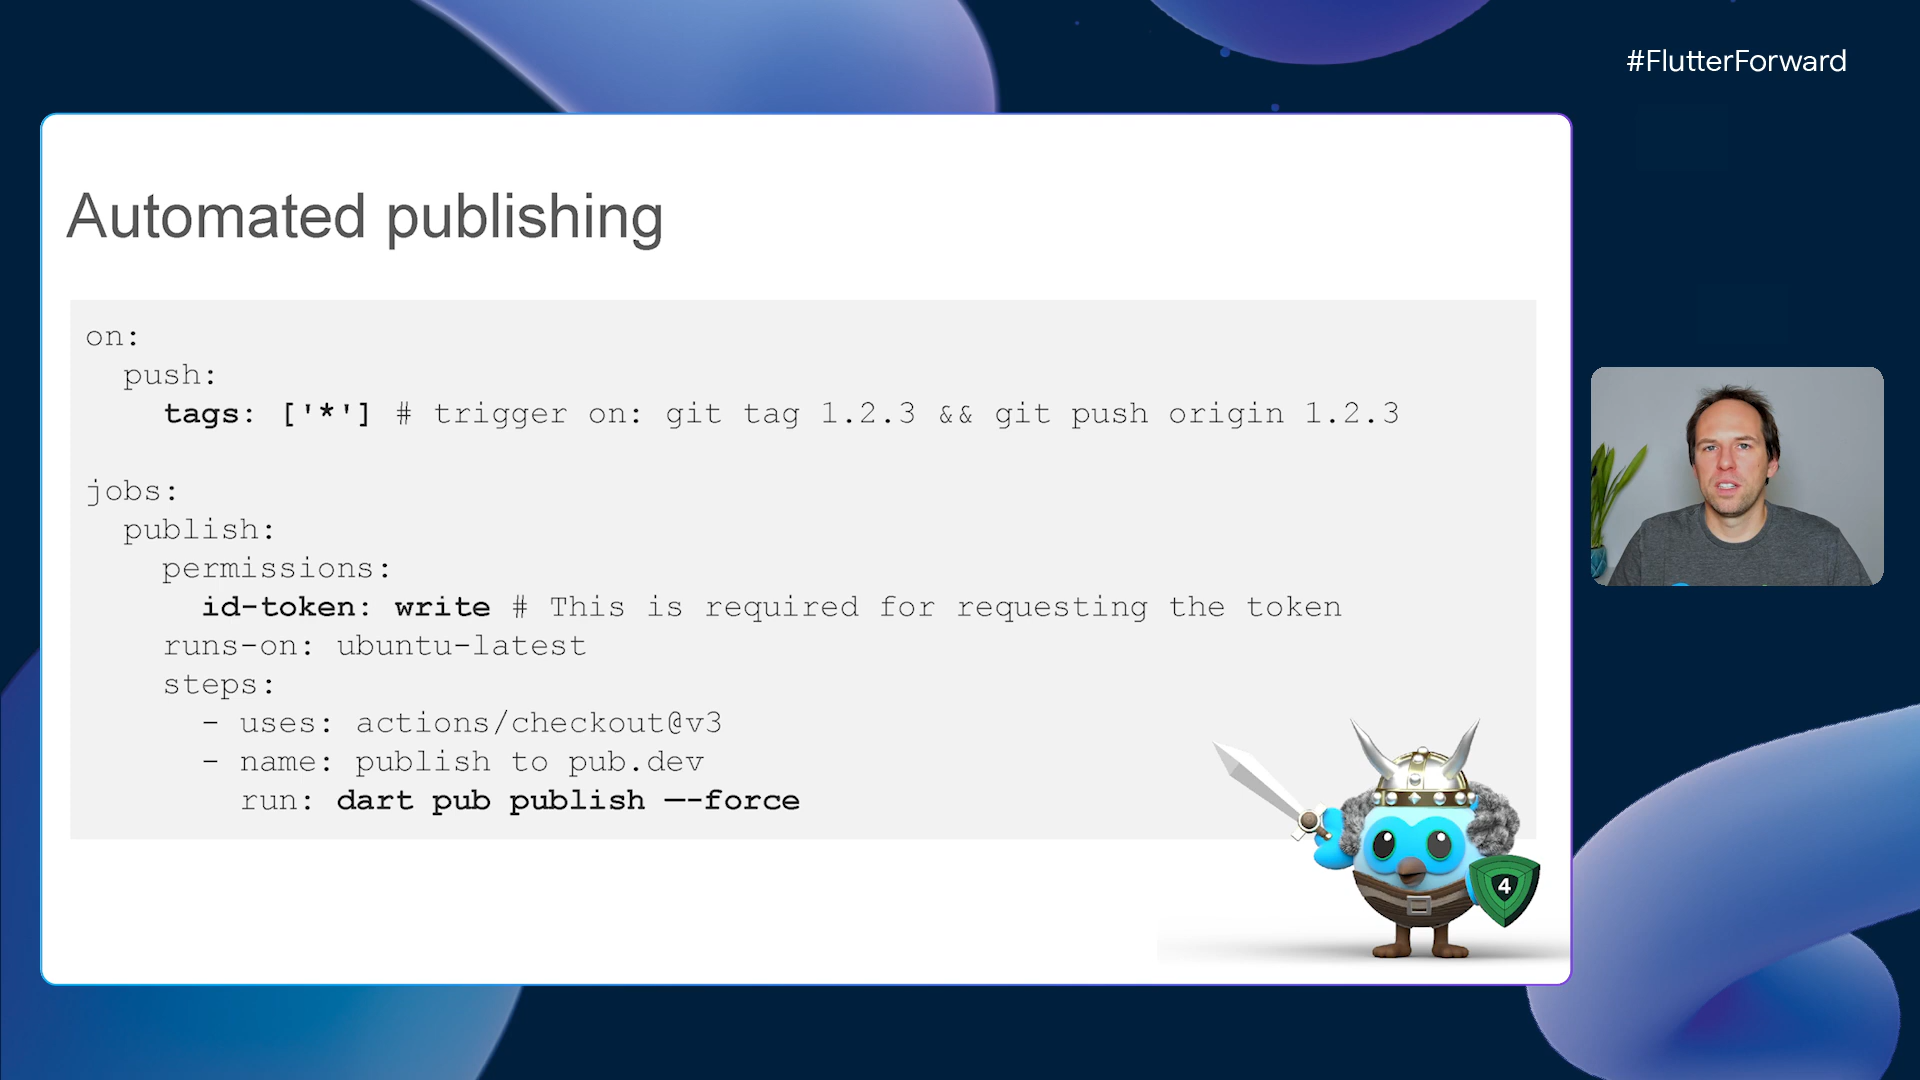 #FlutterForward
Automated publishing
on:
  push:
    tags: ['*'] # trigger on: git tag 1.2.3 && git push origin 1.2.3

jobs:
  publish:
    permissions:
      id-token: write # This is required for requesting the token
    runs-on: ubuntu-latest
    steps:
      - uses: actions/checkout@v3
      - name: publish to pub.dev
        run: dart pub publish —-force
4